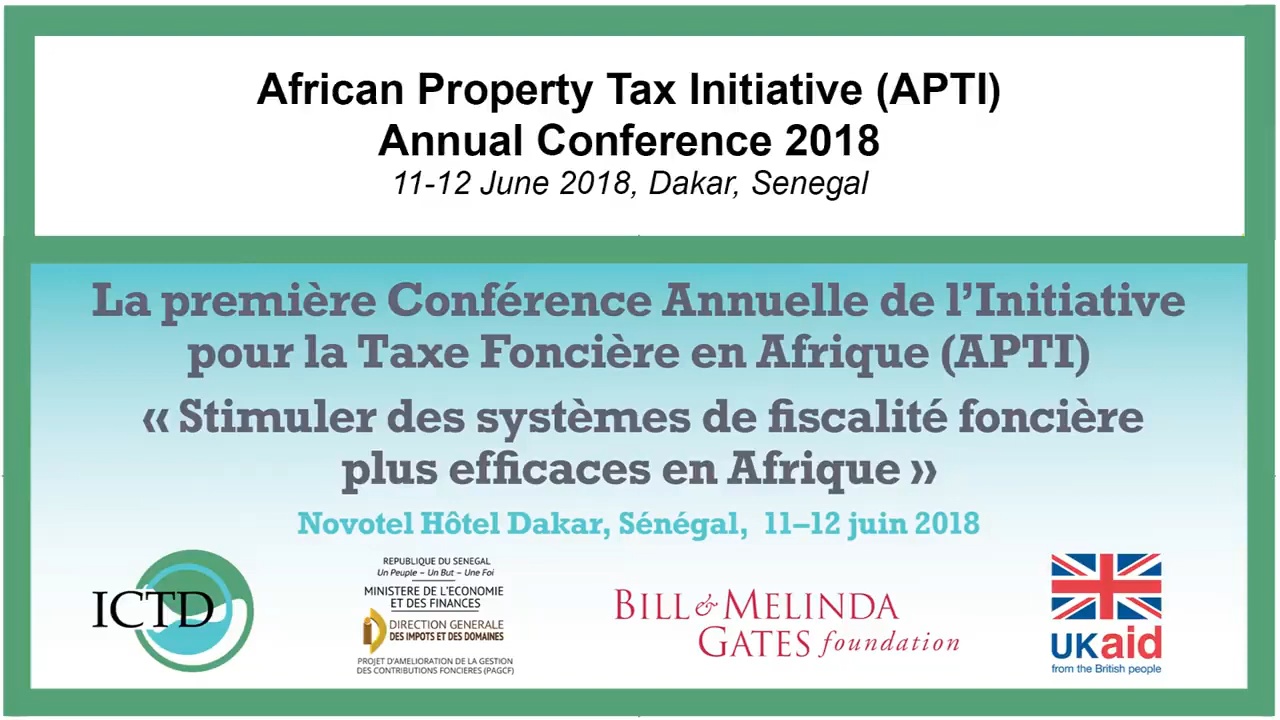 African Property Tax Initiative (APTI)
Annual Conference 2018
11-12 June 2018, Dakar, Senegal
La première Conférence Annuelle de l'Initiative
pour la Taxe Foncière en Afrique (APTI)
« Stimuler des systèmes de fiscalité foncière
plus efficaces en Afrique »
Novotel Hôtel Dakar, Sénégal, 11–12 juin 2018
ICTD
REPUBLIQUE DU SENEGAL
Un Peuple – Un But – Une Foi
MINISTERE DE L'ECONOMIE
ET DES FINANCES
DIRECTION GENERALE
DES IMPOTS ET DES DOMAINES
PROJET D'AMELIORATION DE LA GESTION
DES CONTRIBUTIONS FONCIERES (PAGCF)
BILL & MELINDA
GATES foundation
UKaid
from the British people